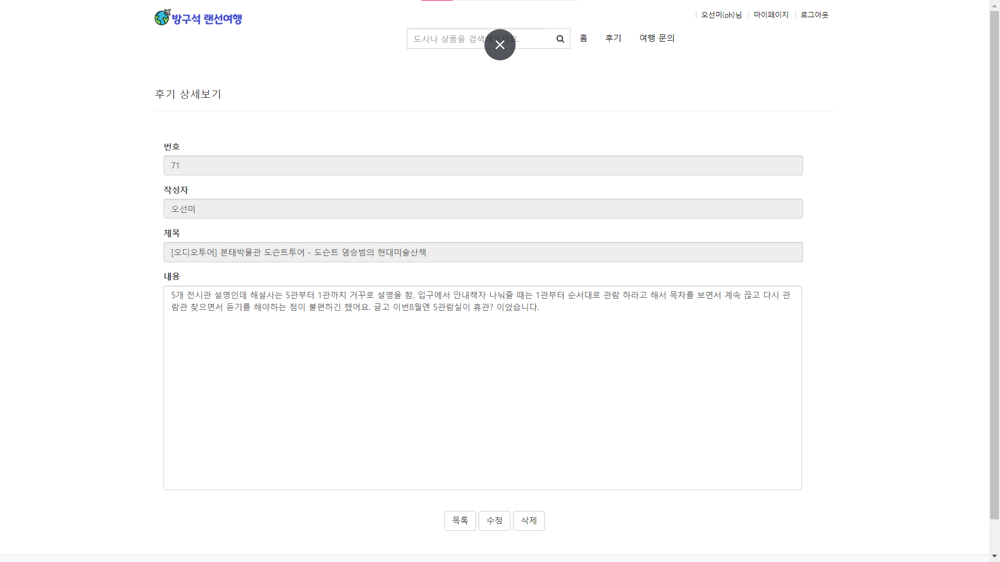 방구석 랜선여행
오선미(oh)님
마이페이지
로그아웃
도시나 상품을 검색해보세요.
홈
후기
여행 문의
후기 상세보기
번호
71
작성자
오선미
제목
[오디오투어] 본태박물관 도슨트투어 - 도슨트 염승범의 현대미술산책
내용
5개 전시관 설명인데 해설사는 5관부터 1관까지 거꾸로 설명을 함. 입구에서 안내책자 나눠줄 때는 1관부터 순서대로 관람 하라고 해서 목차를 보면서 계속 끊고 다시 관
람관 찾으면서 듣기를 해야하는 점이 불편하긴 했어요. 글고 이번8월엔 5관람실이 휴관? 이었습니다.
목록
수정
삭제